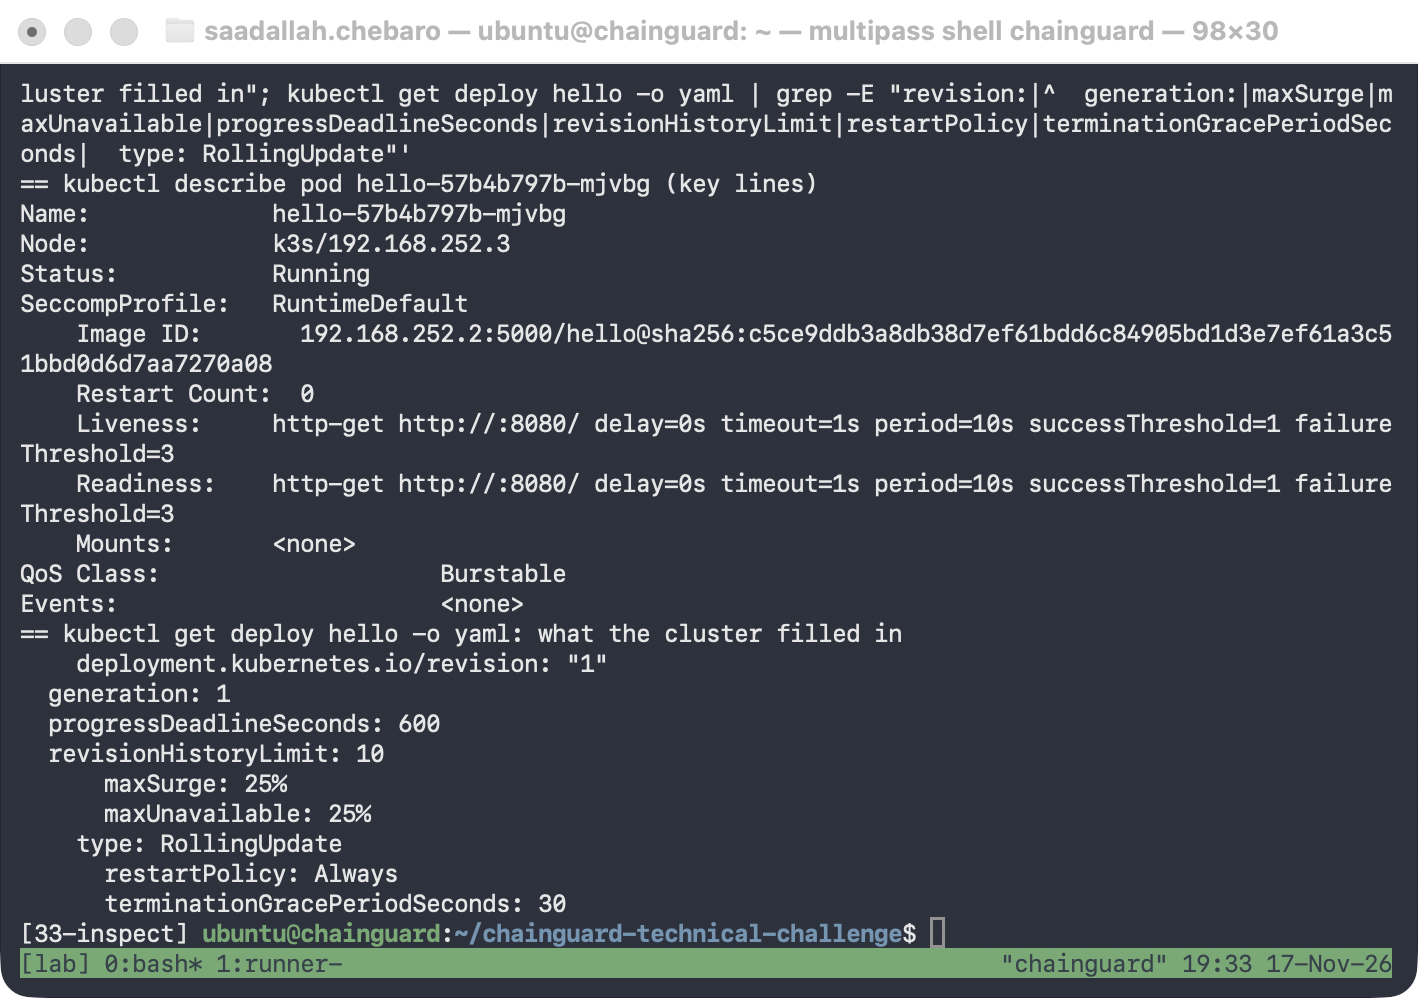 saadallah.chebaro — ubuntu@chainguard: ~ — multipass shell chainguard — 98×30
luster filled in"; kubectl get deploy hello -o yaml | grep -E "revision:|^  generation:|maxSurge|m
axUnavailable|progressDeadlineSeconds|revisionHistoryLimit|restartPolicy|terminationGracePeriodSec
onds|  type: RollingUpdate"'
== kubectl describe pod hello-57b4b797b-mjvbg (key lines)
Name:             hello-57b4b797b-mjvbg
Node:             k3s/192.168.252.3
Status:           Running
SeccompProfile:   RuntimeDefault
    Image ID:       192.168.252.2:5000/hello@sha256:c5ce9ddb3a8db38d7ef61bdd6c84905bd1d3e7ef61a3c5
1bbd0d6d7aa7270a08
    Restart Count:  0
    Liveness:     http-get http://:8080/ delay=0s timeout=1s period=10s successThreshold=1 failure
Threshold=3
    Readiness:    http-get http://:8080/ delay=0s timeout=1s period=10s successThreshold=1 failure
Threshold=3
    Mounts:       <none>
QoS Class:                    Burstable
Events:                       <none>
== kubectl get deploy hello -o yaml: what the cluster filled in
    deployment.kubernetes.io/revision: "1"
  generation: 1
  progressDeadlineSeconds: 600
  revisionHistoryLimit: 10
      maxSurge: 25%
      maxUnavailable: 25%
    type: RollingUpdate
      restartPolicy: Always
      terminationGracePeriodSeconds: 30
[33-inspect] ubuntu@chainguard:~/chainguard-technical-challenge$
[lab] 0:bash* 1:runner-                                               "chainguard" 19:33 17-Nov-26